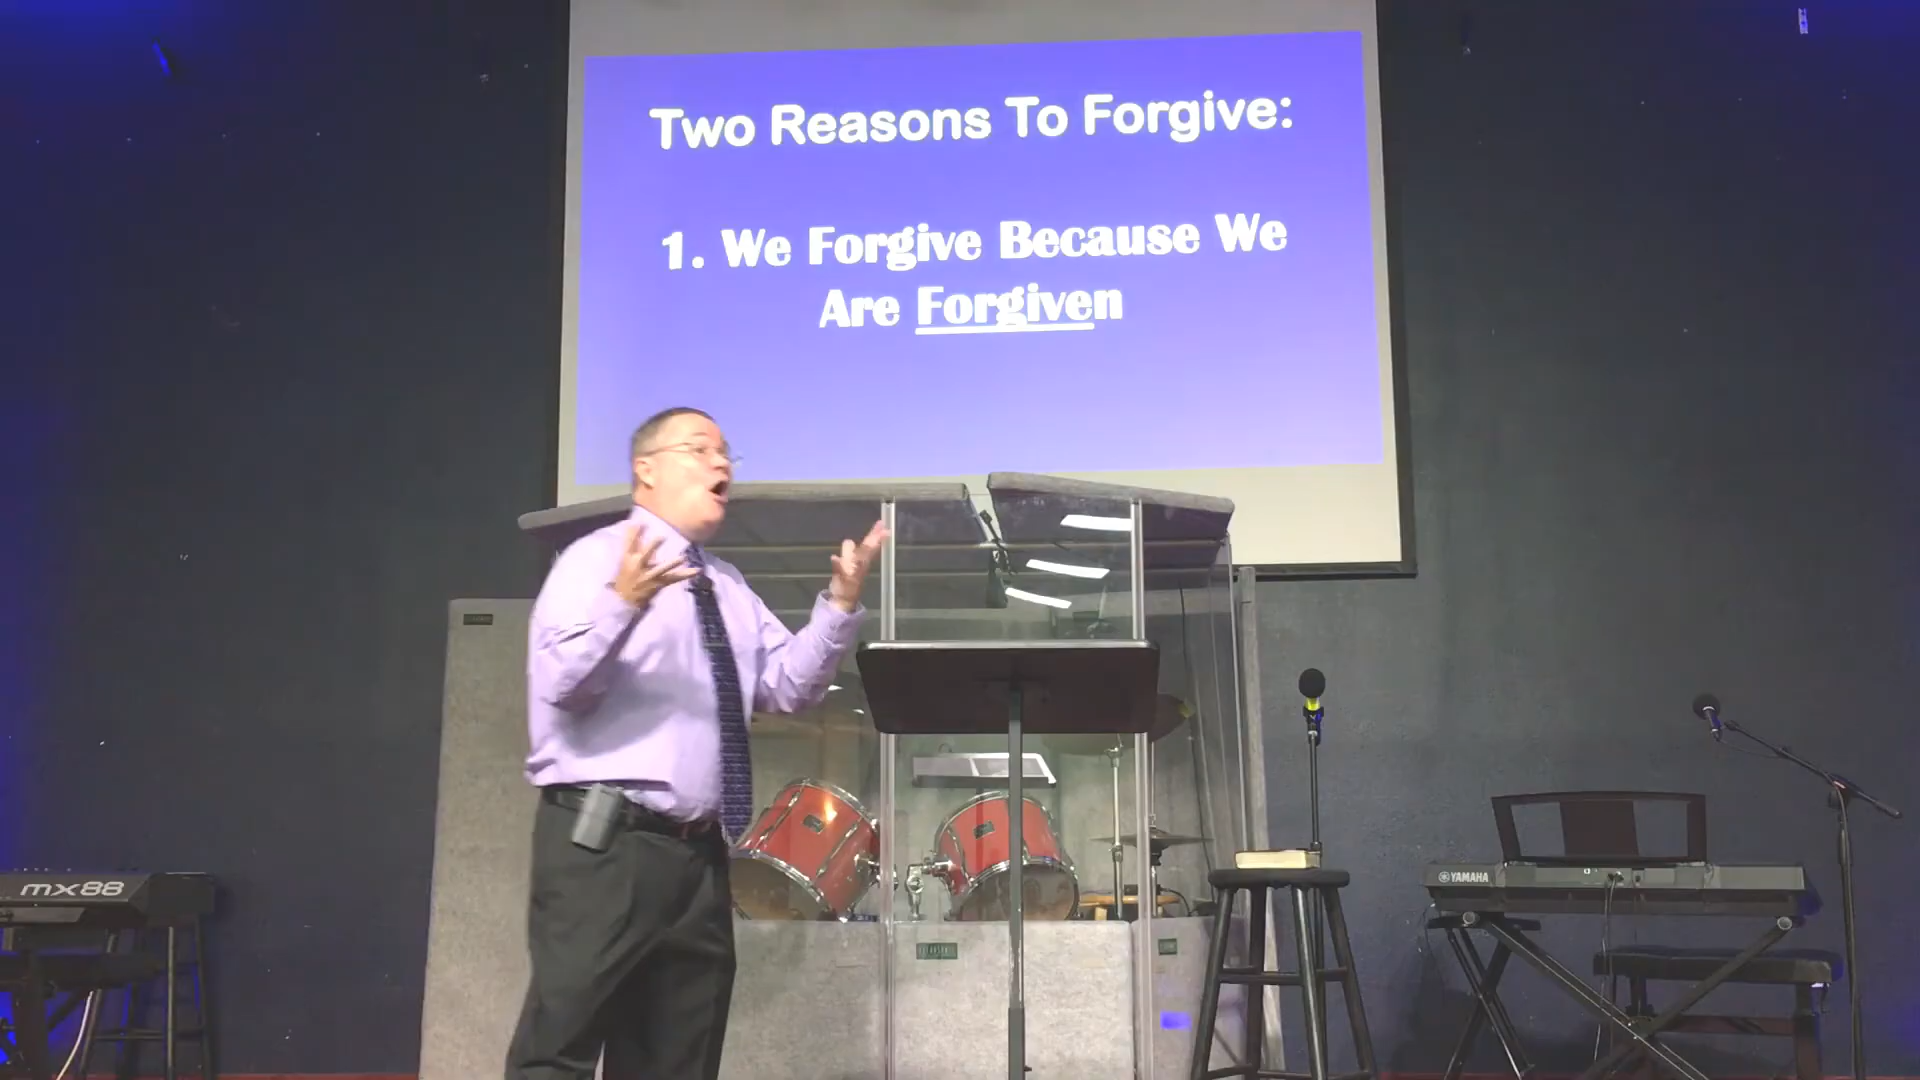 Two Reasons To Forgive:
1. We Forgive Because We
Are Forgiven
mx88
YAMAHA